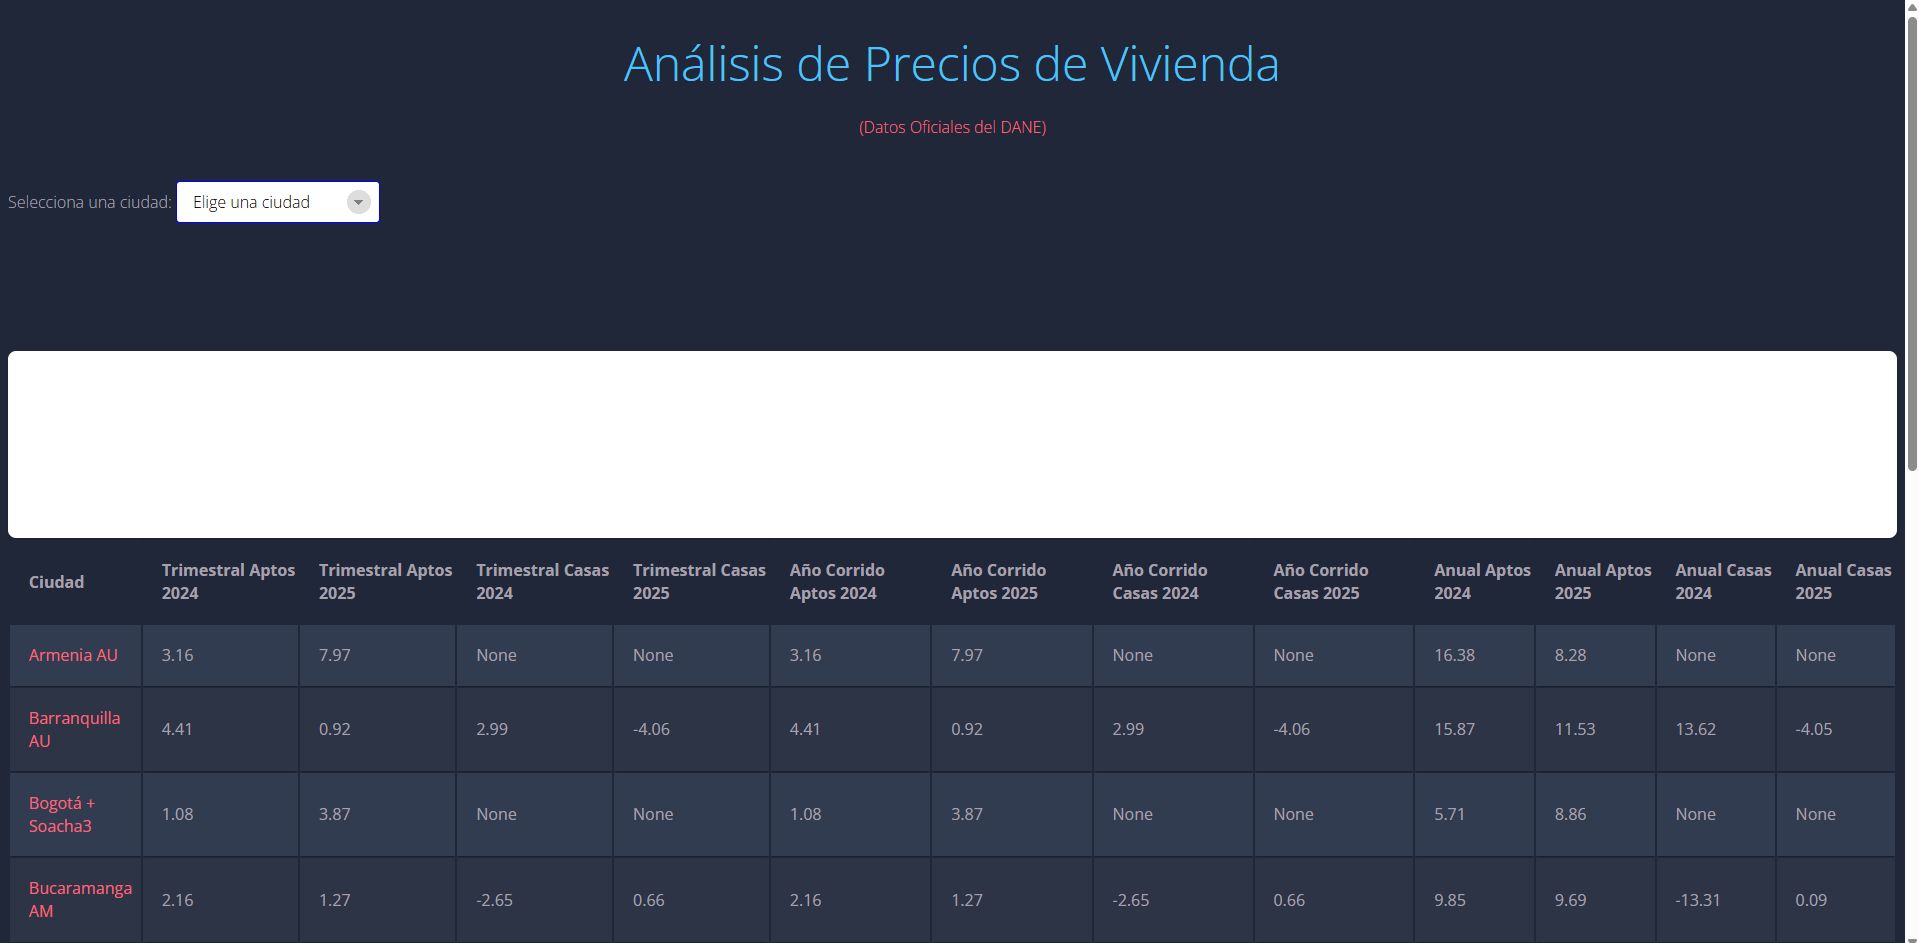 Análisis de Precios de Vivienda
(Datos Oficiales del DANE)
Selecciona una ciudad: Elige una ciudad
Ciudad Trimestral Aptos 2024 Trimestral Aptos 2025 Trimestral Casas 2024 Trimestral Casas 2025 Año Corrido Aptos 2024 Año Corrido Aptos 2025 Año Corrido Casas 2024 Año Corrido Casas 2025 Anual Aptos 2024 Anual Aptos 2025 Anual Casas 2024 Anual Casas 2025
Armenia AU 3.16 7.97 None None 3.16 7.97 None None 16.38 8.28 None None
Barranquilla AU 4.41 0.92 2.99 -4.06 4.41 0.92 2.99 -4.06 15.87 11.53 13.62 -4.05
Bogotá + Soacha3 1.08 3.87 None None 1.08 3.87 None None 5.71 8.86 None None
Bucaramanga AM 2.16 1.27 -2.65 0.66 2.16 1.27 -2.65 0.66 9.85 9.69 -13.31 0.09